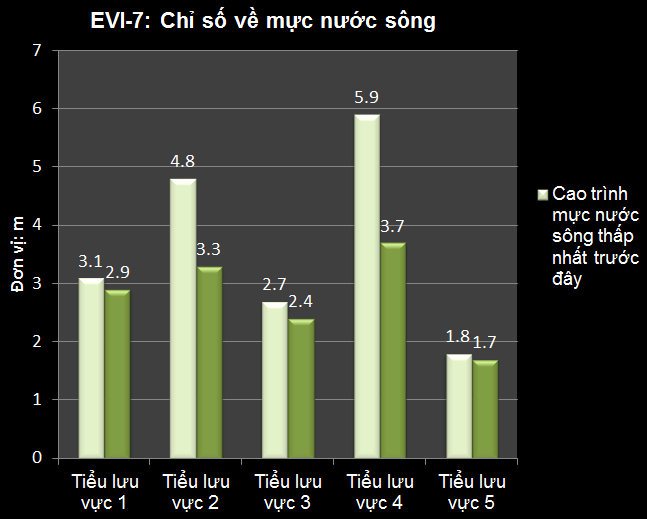 EVI-7: Chỉ số về mực nước sông
7
6
5
4
3
2
1
0
Đơn vị: m
3.1
2.9
4.8
3.3
2.7
2.4
5.9
3.7
1.8
1.7
Tiểu lưu
vực 1
Tiểu lưu
vực 2
Tiểu lưu
vực 3
Tiểu lưu
vực 4
Tiểu lưu
vực 5
Cao trình
mực nước
sông thấp
nhất trước
đây